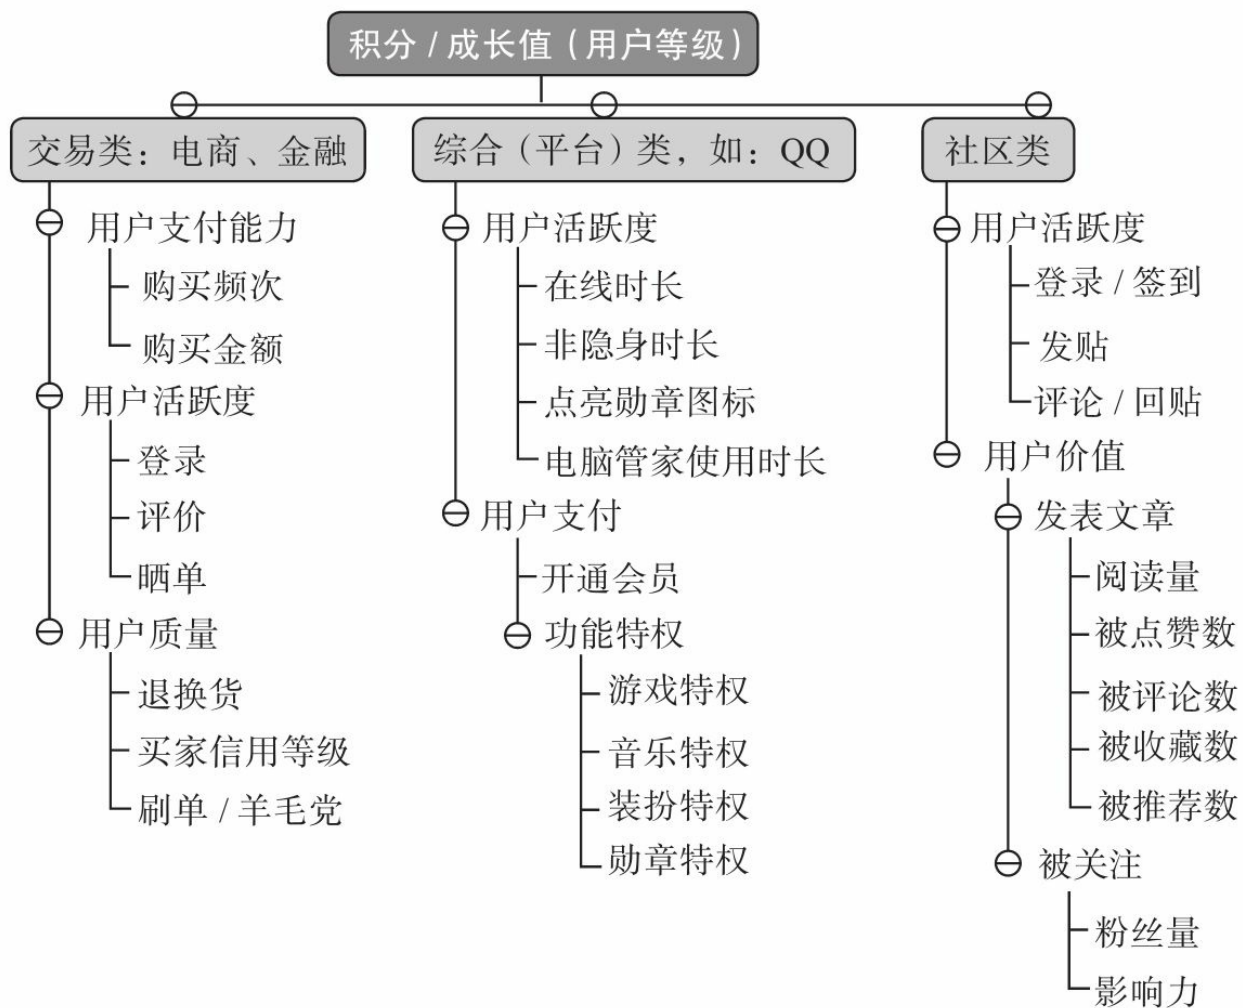 积分 / 成长值（用户等级）
交易类：电商、金融
用户支付能力
购买频次
购买金额
用户活跃度
登录
评价
晒单
用户质量
退换货
买家信用等级
刷单 / 羊毛党
综合（平台）类，如：QQ
用户活跃度
在线时长
非隐身时长
点亮勋章图标
电脑管家使用时长
用户支付
开通会员
功能特权
游戏特权
音乐特权
装扮特权
勋章特权
社区类
用户活跃度
登录 / 签到
发贴
评论 / 回贴
用户价值
发表文章
阅读量
被点赞数
被评论数
被收藏数
被推荐数
被关注
粉丝量
影响力